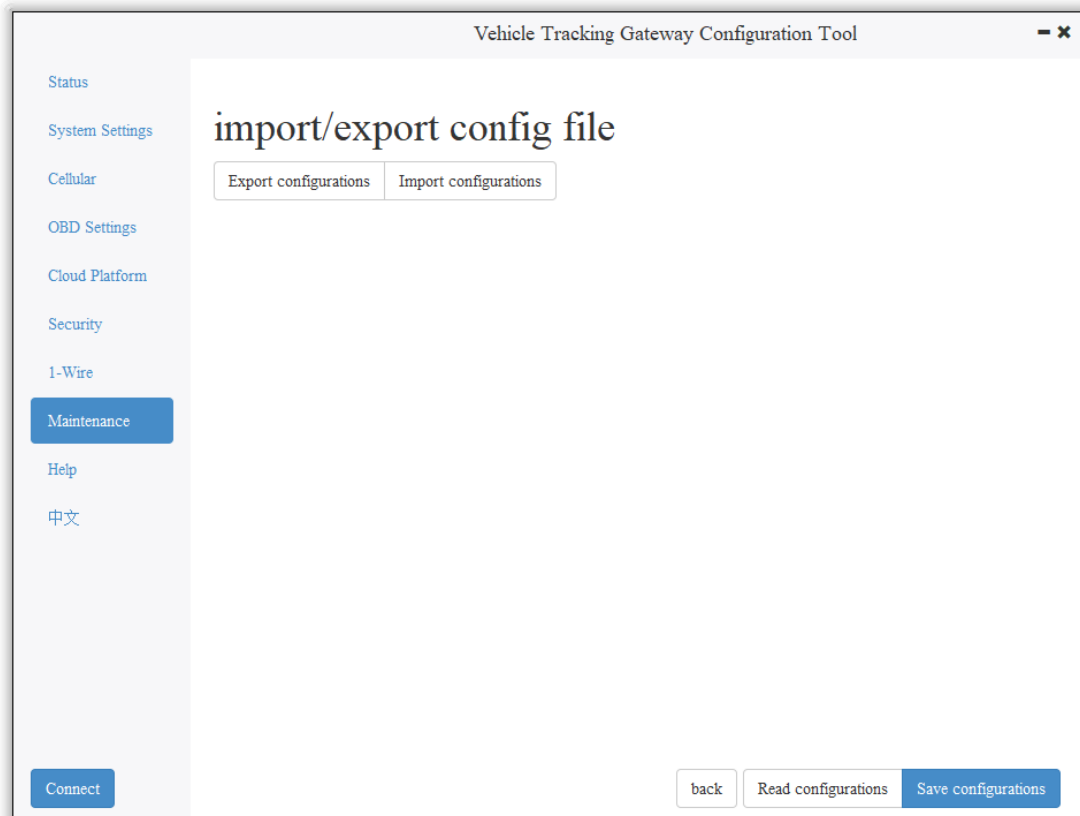 Vehicle Tracking Gateway Configuration Tool
Status
System Settings
Cellular
OBD Settings
Cloud Platform
Security
1-Wire
Maintenance
Help
中文
import/export config file
Export configurations Import configurations
Connect
back Read configurations Save configurations